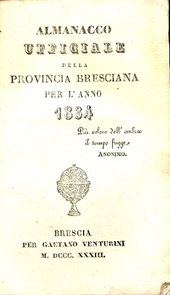 ALMANACCO
UFFICIALE
DELLA
PROVINCIA BRESCIANA
PER L'ANNO
1834
Più veloce dell' ombra
il tempo fugge.
ANONIMO.
BRESCIA
PER GAETANO VENTURINI
M. DCCC. XXXIII.